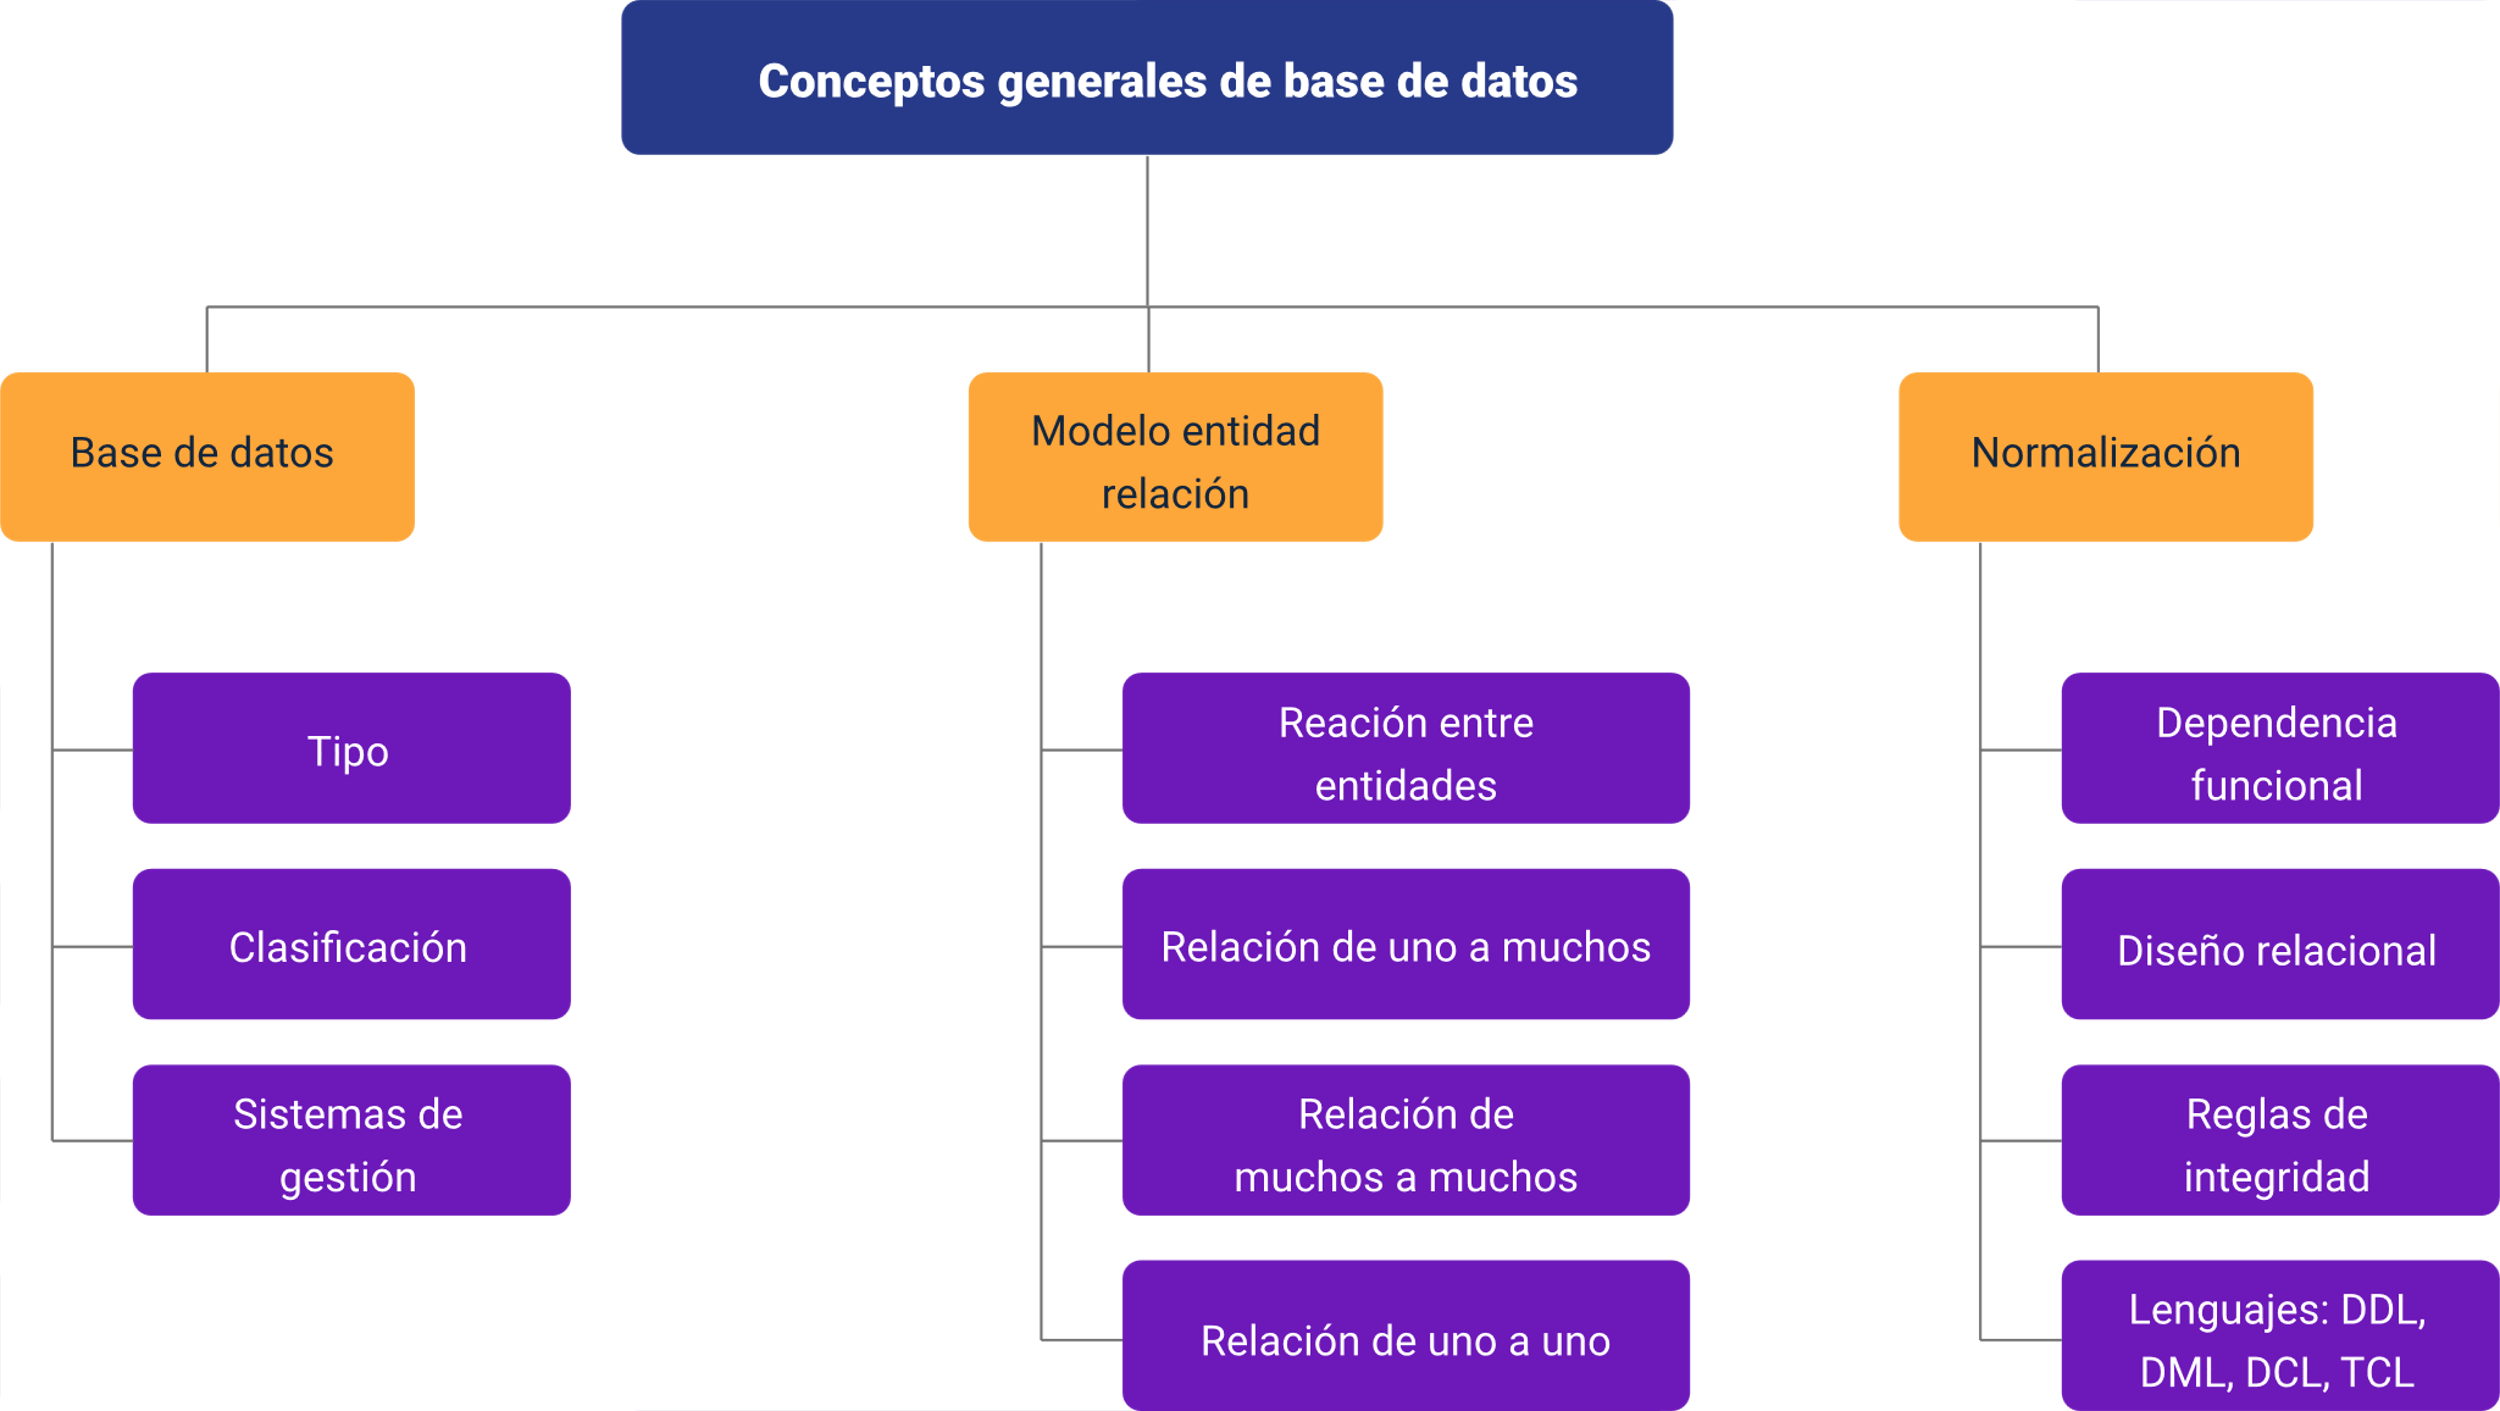 Conceptos generales de base de datos
Base de datos
Modelo entidad
relación
Normalización
Tipo
Clasificación
Sistemas de
gestión
Reación entre
entidades
Relación de uno a muchos
Relación de
muchos a muchos
Relación de uno a uno
Dependencia
funcional
Diseño relacional
Reglas de
integridad
Lenguajes: DDL,
DML, DCL, TCL